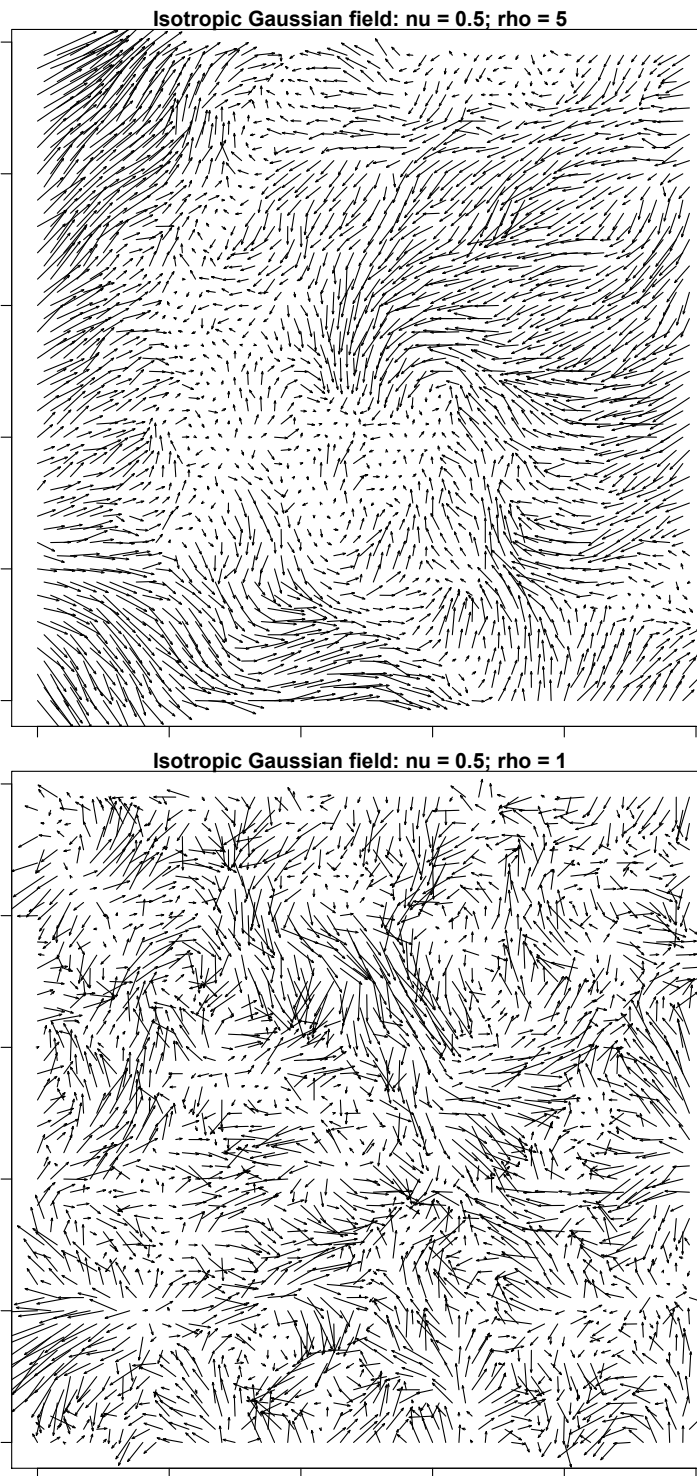 Isotropic Gaussian field: nu = 0.5; rho = 5
Isotropic Gaussian field: nu = 0.5; rho = 1